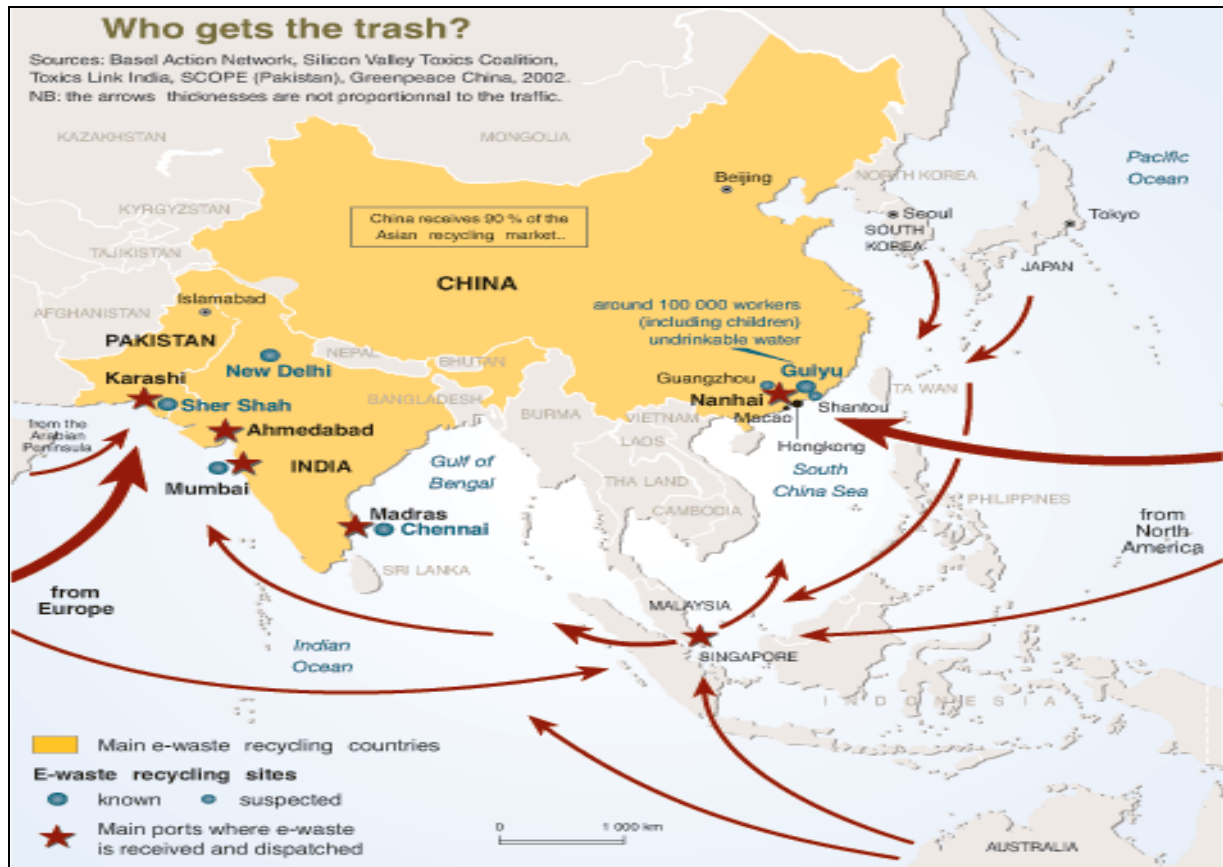 Who gets the trash?
Sources: Basel Action Network, Silicon Valley Toxics Coalition,
Toxics Link India, SCOPE (Pakistan), Greenpeace China, 2002.
NB: the arrows thicknesses are not proportionnal to the traffic.
KAZAKHSTAN
MONGOLIA
Pacific
Ocean
Beijing
NORTH KOREA
KYRGYZSTAN
China receives 90 % of the
Asian recycling market..
Seoul
SOUTH
KOREA
Tokyo
TAJIKISTAN
JAPAN
CHINA
Islamabad
AFGHANISTAN
around 100 000 workers
(including children)
undrinkable water
PAKISTAN
NEPAL
BHUTAN
New Delhi
Karashi
Guangzhou
Guiyu
TA WAN
Sher Shah
BANGLADESH
Nanhai
Shantou
BURMA
VIETNAM
Macao
from the
Arabian
Peninsula
Ahmedabad
LAOS
Hongkong
INDIA
Gulf of
Bengal
THA LAND
South
China Sea
Mumbai
PHILIPPINES
CAMBODIA
Madras
Chennai
from
North
America
SRI LANKA
from
Europe
MALAYSIA
Indian
Ocean
SINGAPORE
INDONESIA
Main e-waste recycling countries
E-waste recycling sites
known
suspected
Main ports where e-waste
is received and dispatched
0
1 000 km
AUSTRALIA